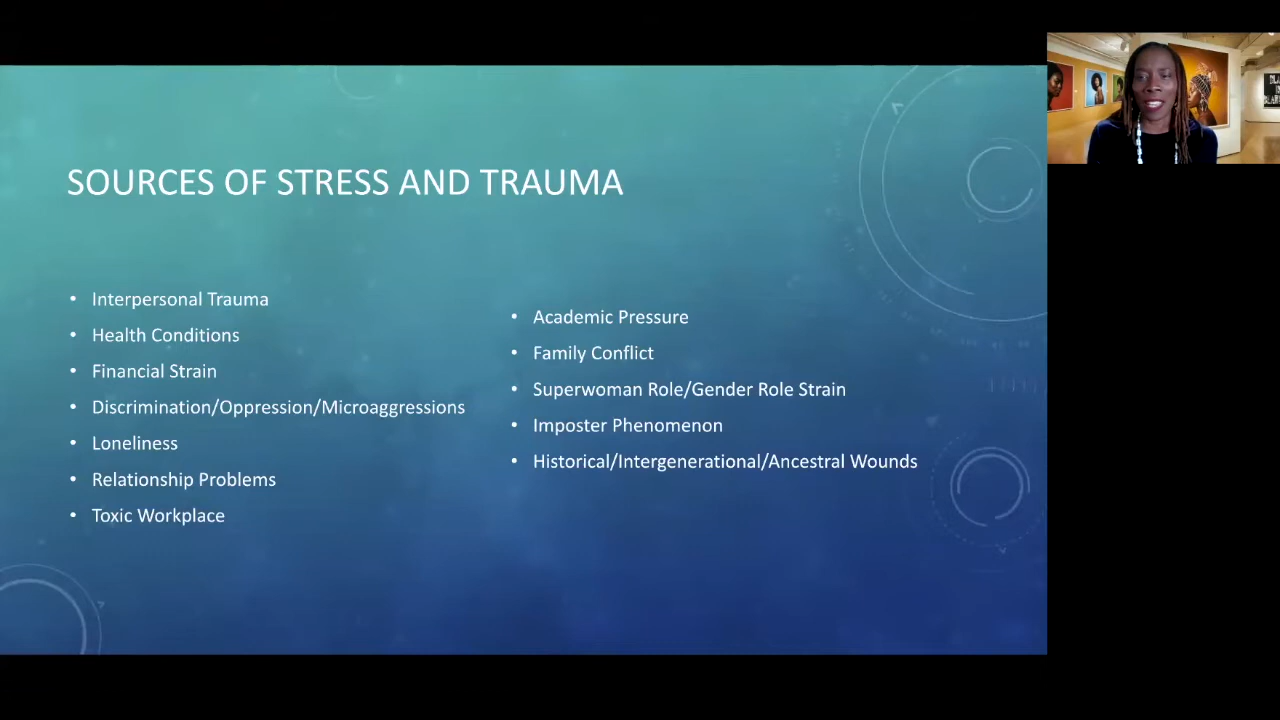 SOURCES OF STRESS AND TRAUMA
• Interpersonal Trauma
• Health Conditions
• Financial Strain
• Discrimination/Oppression/Microaggressions
• Loneliness
• Relationship Problems
• Toxic Workplace
• Academic Pressure
• Family Conflict
• Superwoman Role/Gender Role Strain
• Imposter Phenomenon
• Historical/Intergenerational/Ancestral Wounds